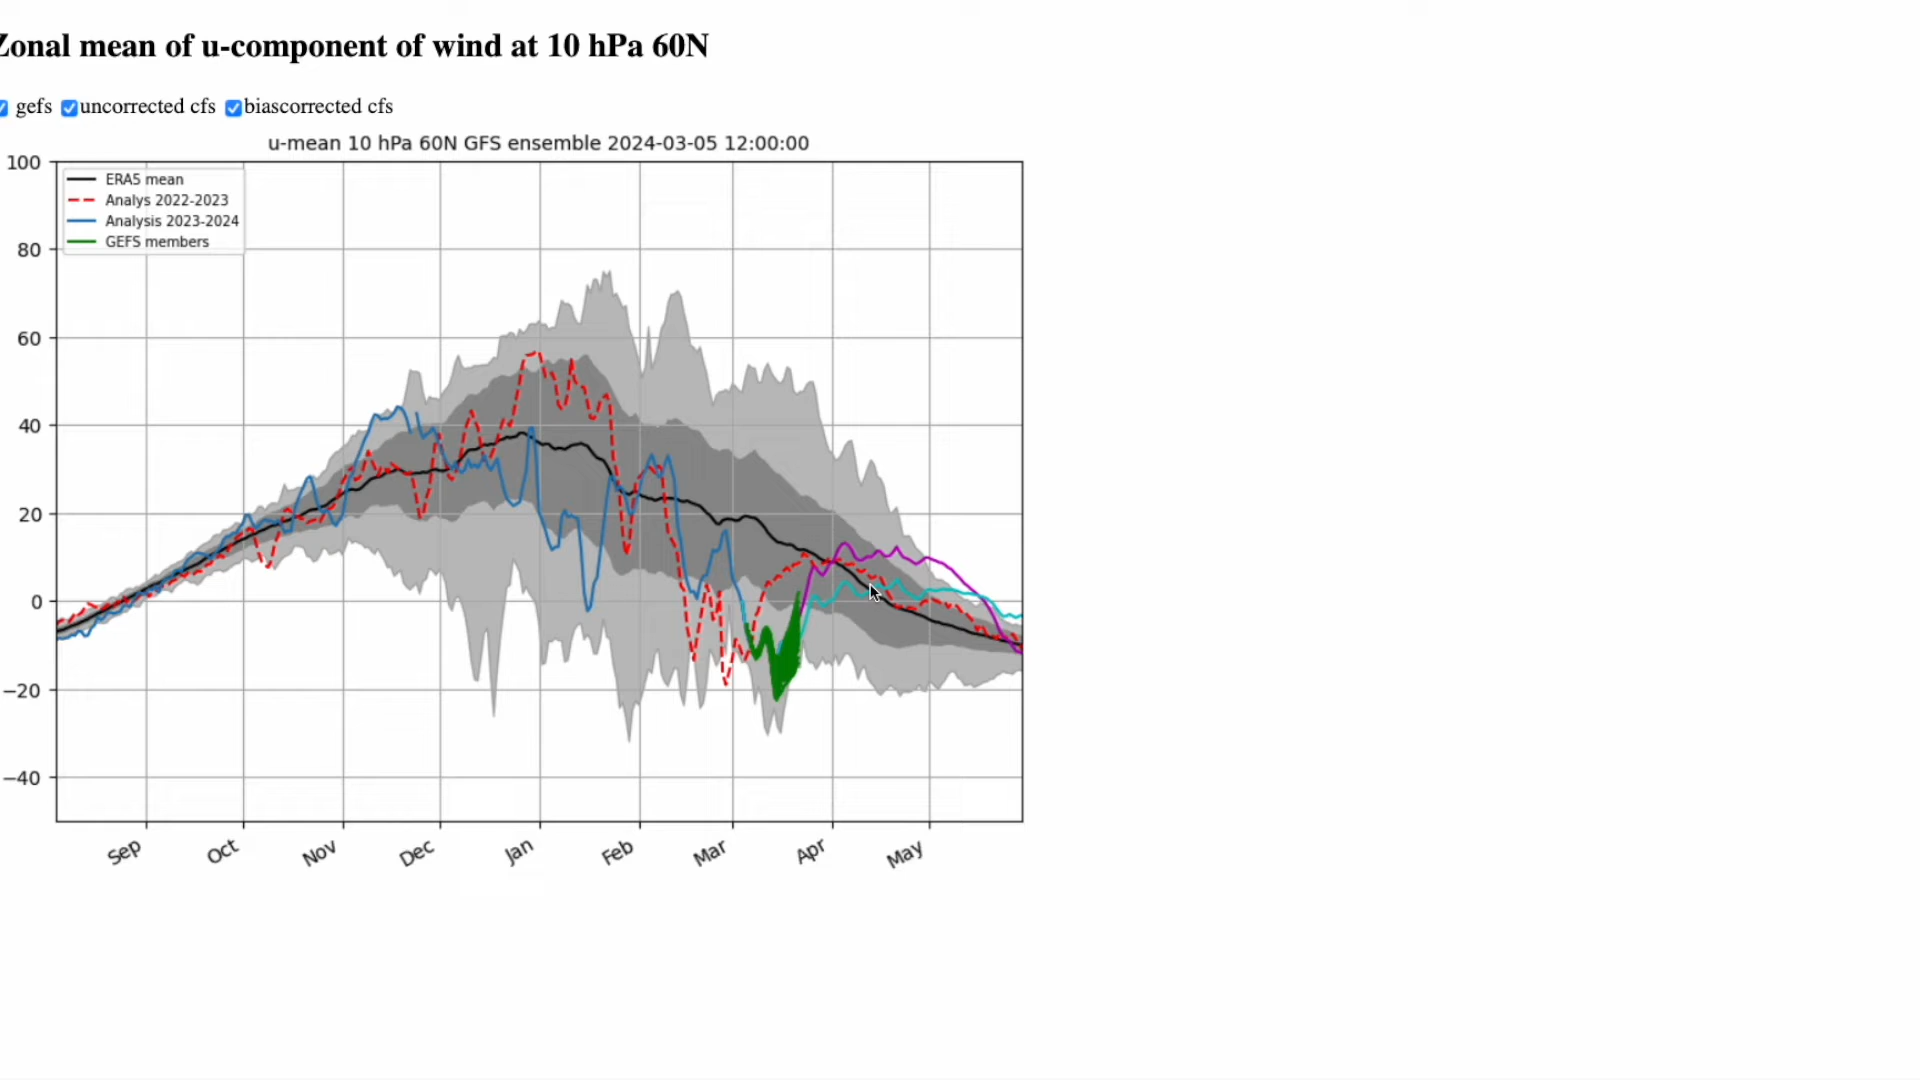 Zonal mean of u-component of wind at 10 hPa 60N
gefs uncorrected cfs biascorrected cfs
u-mean 10 hPa 60N GFS ensemble 2024-03-05 12:00:00
100
80
60
40
20
0
−20
−40
ERA5 mean
Analys 2022-2023
Analysis 2023-2024
GEFS members
Sep Oct Nov Dec Jan Feb Mar Apr May